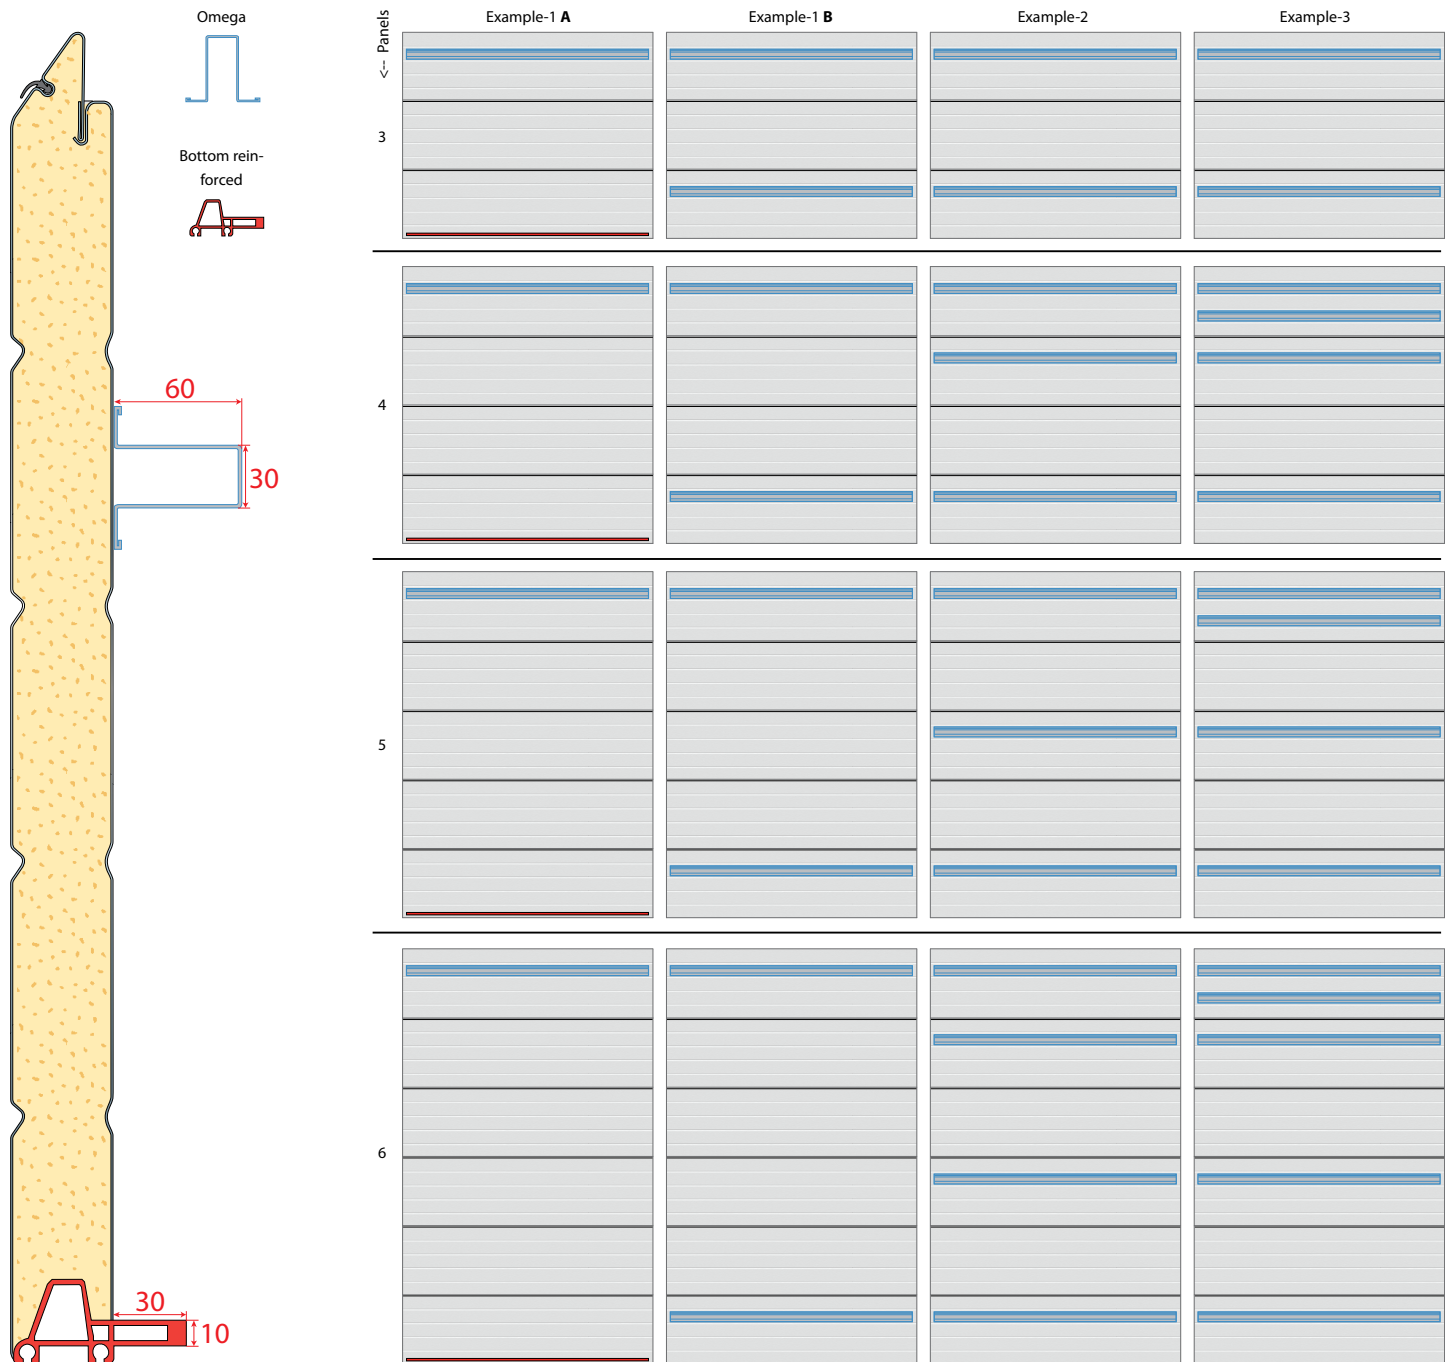 Omega
Bottom rein-
forced
60
30
30
10
<-- Panels
Example-1 A
Example-1 B
Example-2
Example-3
3
4
5
6